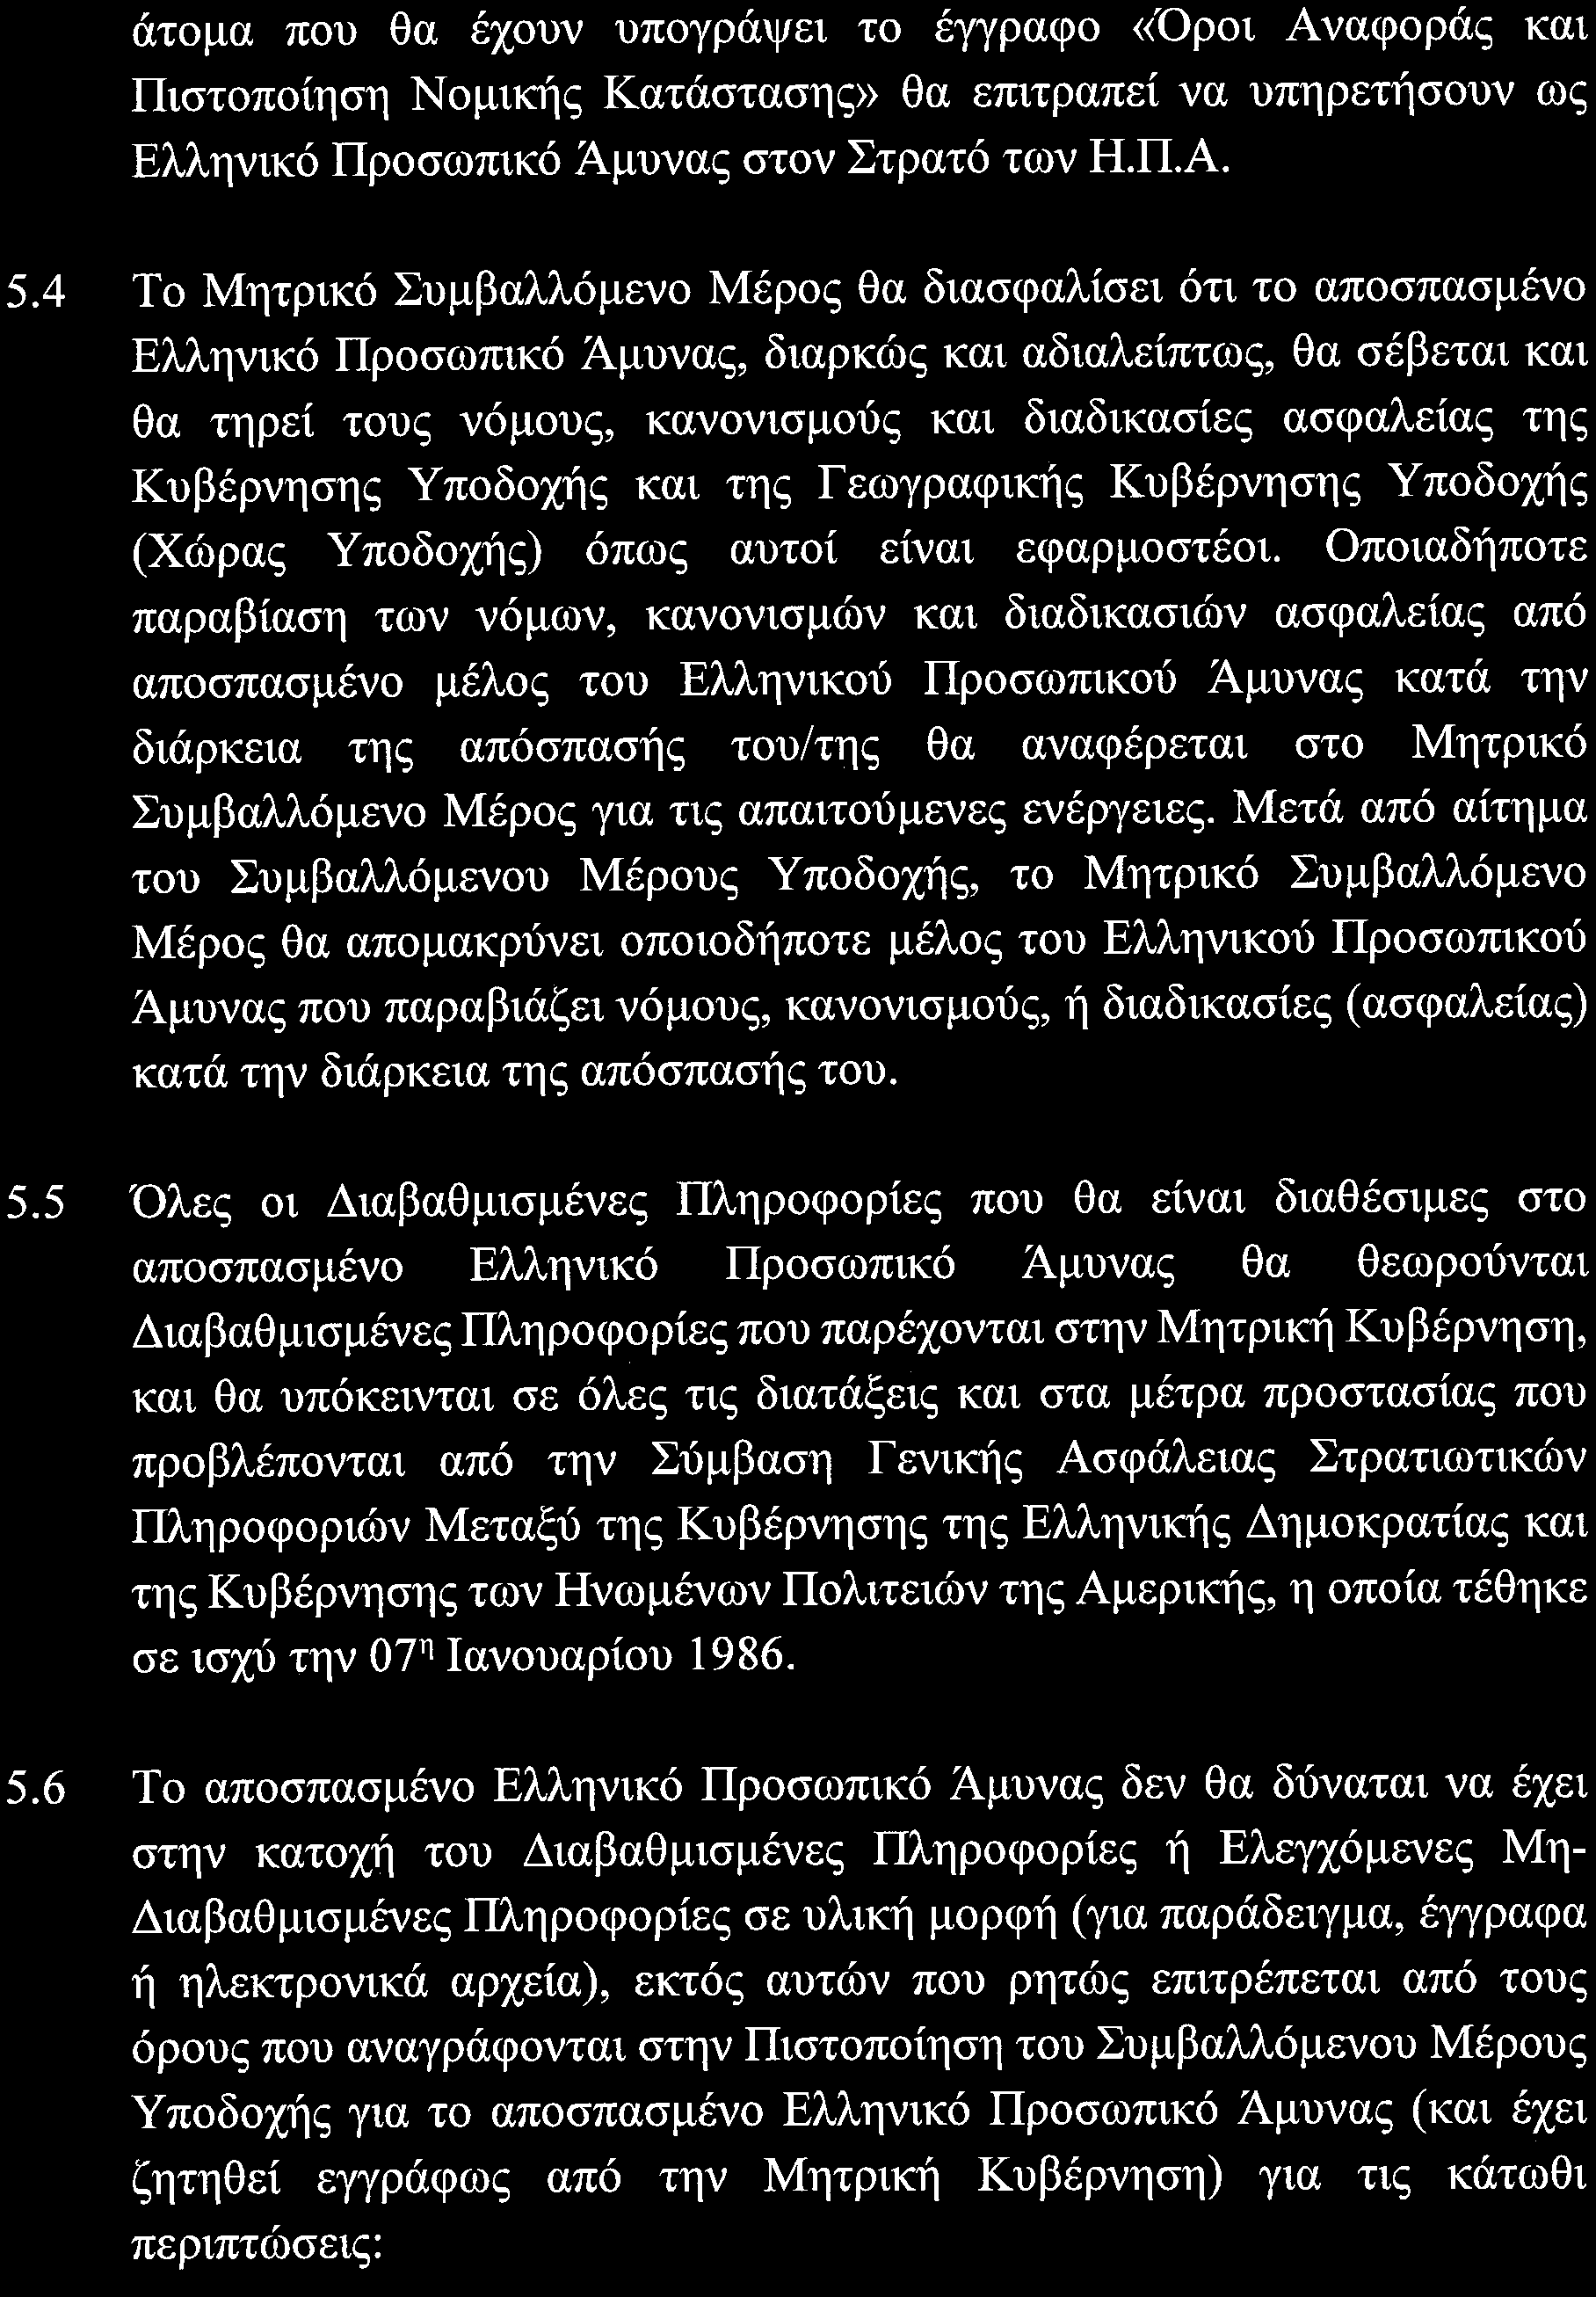 άτομα που θα έχουν υπογράψει το έγγραφο «Όροι Αναφοράς και
Πιστοποίηση Νομικής Κατάστασης» θα επιτραπεί να υπηρετήσουν ως
Ελληνικό Προσωπικό Άμυνας στον Στρατό των Η.Π.Α.
5.4 Το Μητρικό Συμβαλλόμενο Μέρος θα διασφαλίσει ότι το αποσπασμένο
Ελληνικό Προσωπικό Άμυνας, διαρκώς και αδιαλείπτως, θα σέβεται και
θα τηρεί τους νόμους, κανονισμούς και διαδικασίες ασφαλείας της
Κυβέρνησης Υποδοχής και της Γεωγραφικής Κυβέρνησης Υποδοχής
(Χώρας Υποδοχής) όπως αυτοί είναι εφαρμοστέοι. Οποιαδήποτε
παραβίαση των νόμων, κανονισμών και διαδικασιών ασφαλείας από
αποσπασμένο μέλος του Ελληνικού Προσωπικού Άμυνας κατά την
διάρκεια της απόσπασής του/της θα αναφέρεται στο Μητρικό
Συμβαλλόμενο Μέρος για τις απαιτούμενες ενέργειες. Μετά από αίτημα
του Συμβαλλόμενου Μέρους Υποδοχής, το Μητρικό Συμβαλλόμενο
Μέρος θα απομακρύνει οποιοδήποτε μέλος του Ελληνικού Προσωπικού
Άμυνας που παραβιάζει νόμους, κανονισμούς, ή διαδικασίες (ασφαλείας)
κατά την διάρκεια της απόσπασής του.
5.5 Όλες οι Διαβαθμισμένες Πληροφορίες που θα είναι διαθέσιμες στο
αποσπασμένο Ελληνικό Προσωπικό Άμυνας θα θεωρούνται
Διαβαθμισμένες Πληροφορίες που παρέχονται στην Μητρική Κυβέρνηση,
και θα υπόκεινται σε όλες τις διατάξεις και στα μέτρα προστασίας που
προβλέπονται από την Σύμβαση Γενικής Ασφάλειας Στρατιωτικών
Πληροφοριών Μεταξύ της Κυβέρνησης της Ελληνικής Δημοκρατίας και
της Κυβέρνησης των Ηνωμένων Πολιτειών της Αμερικής, η οποία τέθηκε
σε ισχύ την 07η Ιανουαρίου 1986.
5.6 Το αποσπασμένο Ελληνικό Προσωπικό Άμυνας δεν θα δύναται να έχει
στην κατοχή του Διαβαθμισμένες Πληροφορίες ή Ελεγχόμενες Μη-
Διαβαθμισμένες Πληροφορίες σε υλική μορφή (για παράδειγμα, έγγραφα
ή ηλεκτρονικά αρχεία), εκτός αυτών που ρητώς επιτρέπεται από τους
όρους που αναγράφονται στην Πιστοποίηση του Συμβαλλόμενου Μέρους
Υποδοχής για το αποσπασμένο Ελληνικό Προσωπικό Άμυνας (και έχει
ζητηθεί εγγράφως από την Μητρική Κυβέρνηση) για τις κάτωθι
περιπτώσεις: